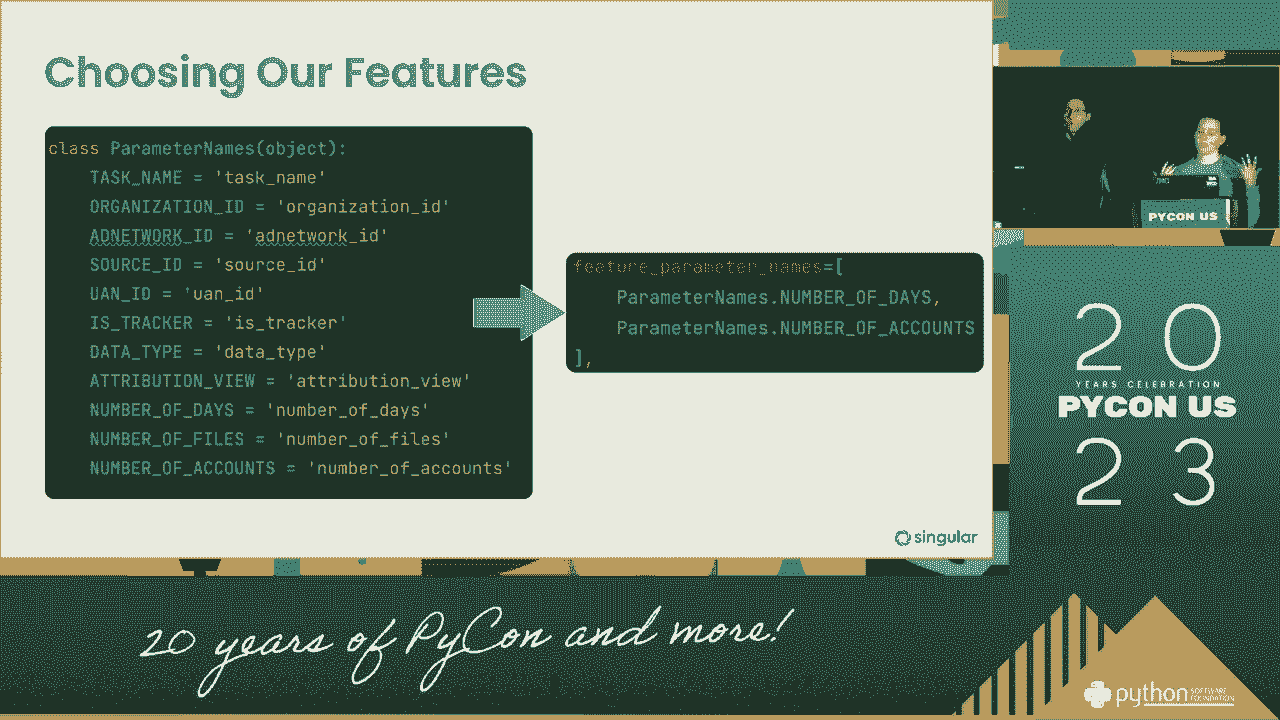 Choosing Our Features
class ParameterNames(object):
TASK_NAME = 'task_name'
ORGANIZATION_ID = 'organization_id'
ADNETWORK_ID = 'adnetwork_id'
SOURCE_ID = 'source_id'
UAN_ID = 'uan_id'
IS_TRACKER = 'is_tracker'
DATA_TYPE = 'data_type'
ATTRIBUTION_VIEW = 'attribution_view'
NUMBER_OF_DAYS = 'number_of_days'
NUMBER_OF_FILES = 'number_of_files'
NUMBER_OF_ACCOUNTS = 'number_of_accounts'
feature_parameter_names=[
ParameterNames.NUMBER_OF_DAYS,
ParameterNames.NUMBER_OF_ACCOUNTS
],
singular
PYCON US
20
YEARS CELEBRATION
PYCON US
23
20 years of PyCon and more!
python SOFTWARE
FOUNDATION